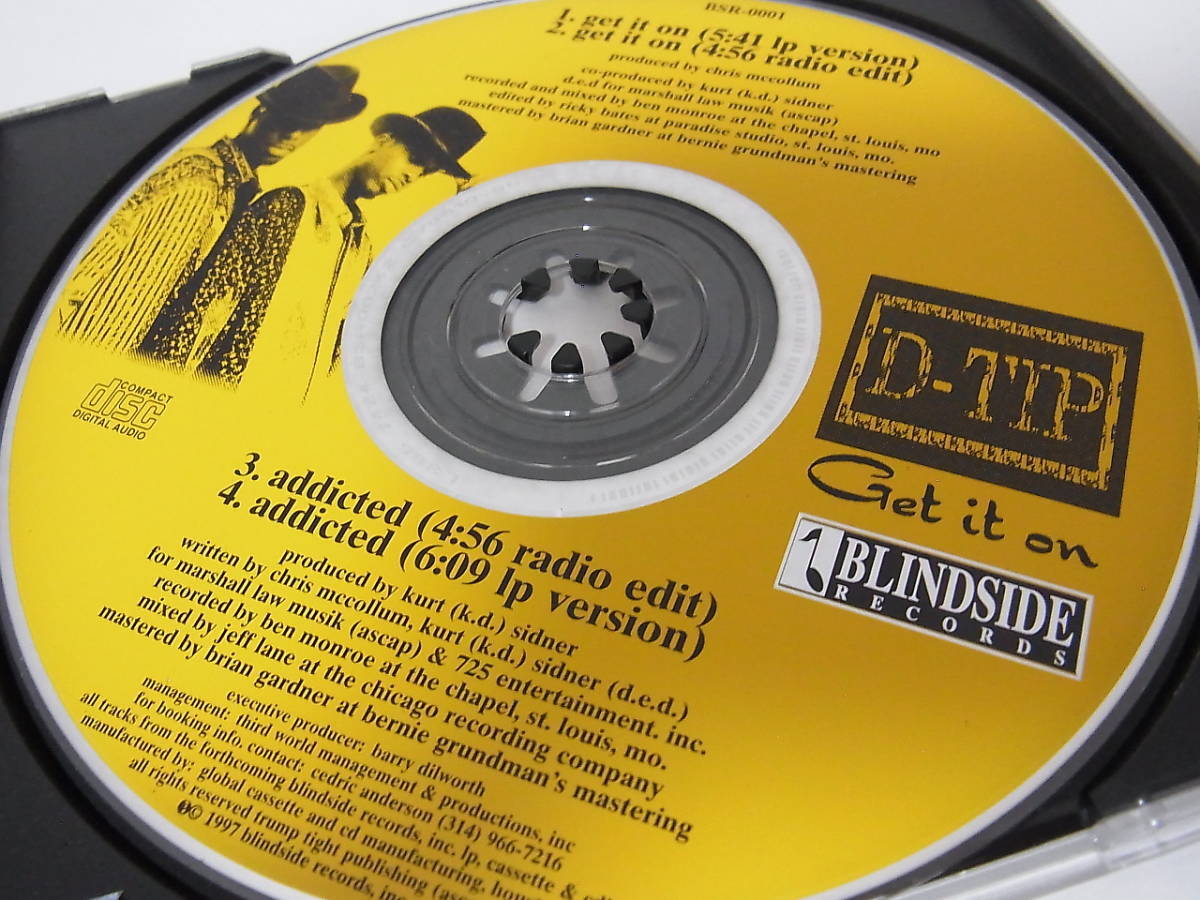 BSR-0001
1. get it on (5:41 lp version)
2. get it on (4:56 radio edit)
produced by chris mccollum
co-produced by kurt (k.d.) sidner
d.e.d for marshall law musik (ascap)
recorded and mixed by ben monroe at the chapel, st. louis, mo
edited by ricky bates at paradise studio, st. louis, mo.
mastered by brian gardner at bernie grundman's mastering
D-TIP
Get it on
BLINDSIDE
RECORDS
COMPACT
disc
DIGITAL AUDIO
3. addicted (4:56 radio edit)
4. addicted (6:09 lp version)
produced by kurt (k.d.) sidner
written by chris mccollum, kurt (k.d.) sidner (d.e.d.)
for marshall law musik (ascap) & 725 entertainment. inc.
recorded by ben monroe at the chapel, st. louis, mo.
mixed by jeff lane at the chicago recording company
mastered by brian gardner at bernie grundman's mastering
executive producer: barry dilworth
management: third world management & productions, inc
for booking info. contact: cedric anderson (314) 966-7216
all tracks from the forthcoming blindside records, inc. lp, cassette &
manufactured by: global cassette and cd manufacturing,
all rights reserved trump tight publishing
℗© 1997 blindside records,